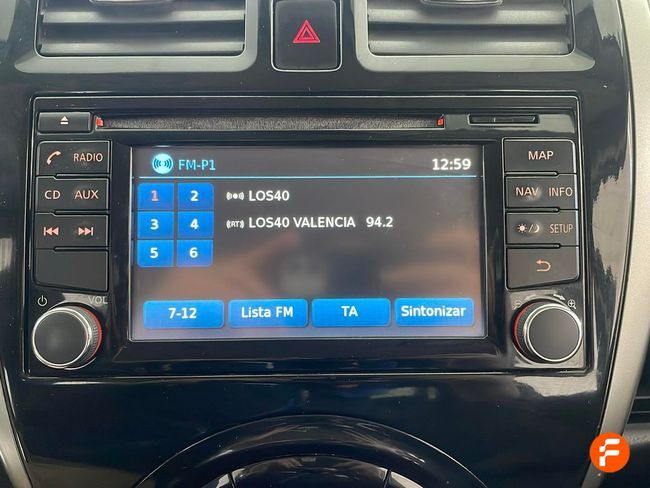 RADIO
CD AUX
VOL
FM-P1 12:59
1 2
3 4
5 6
LOS40
(RT) LOS40 VALENCIA 94.2
7-12 Lista FM TA Sintonizar
MAP
NAV INFO
SETUP
F